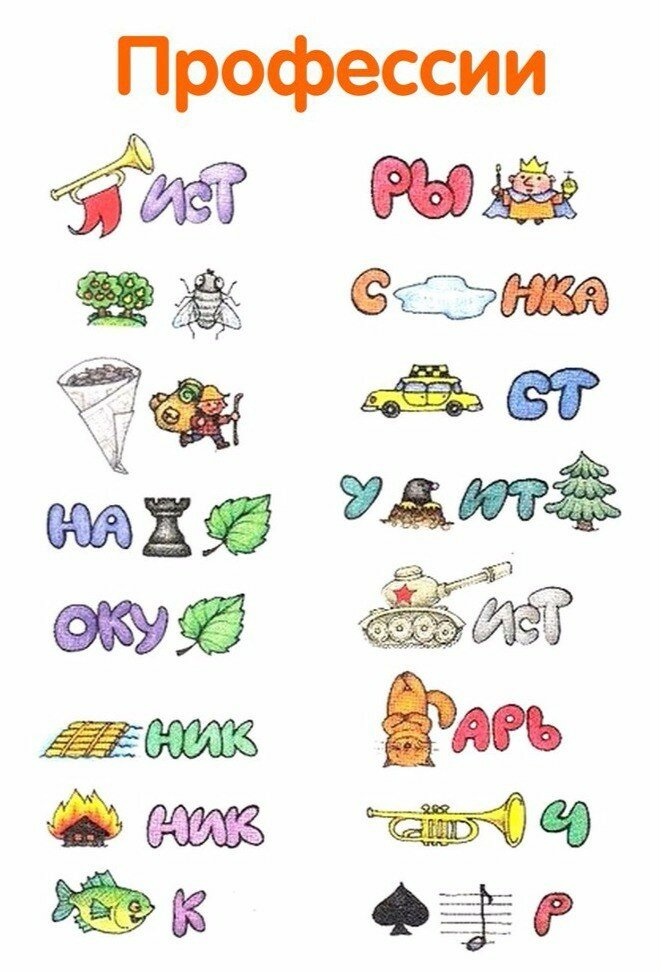 Профессии
ИСТ
РЫ
С НКА
СТ
НА
У ИТ
ОКУ
ИСТ
НИК
АРЬ
НИК
Ч
К
Р